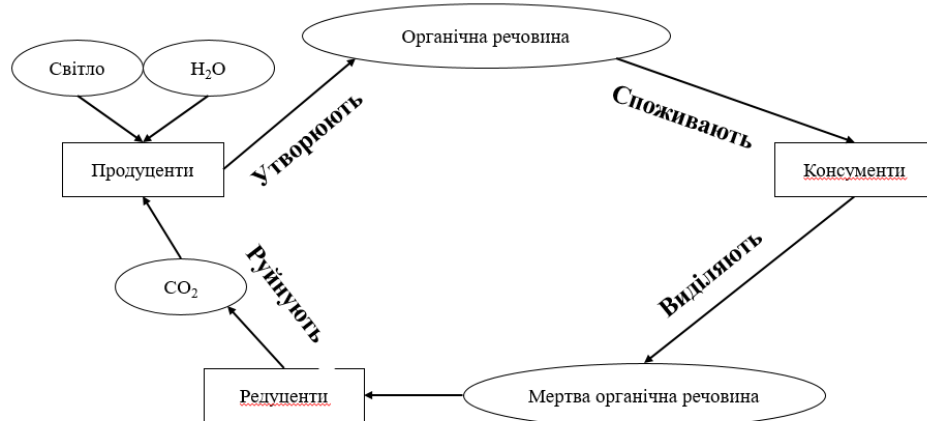 Органічна речовина
Світло
H₂O
Утворюють
Споживають
Продуценти
Консументи
Руйнують
Виділяють
CO₂
Редуценти
Мертва органічна речовина